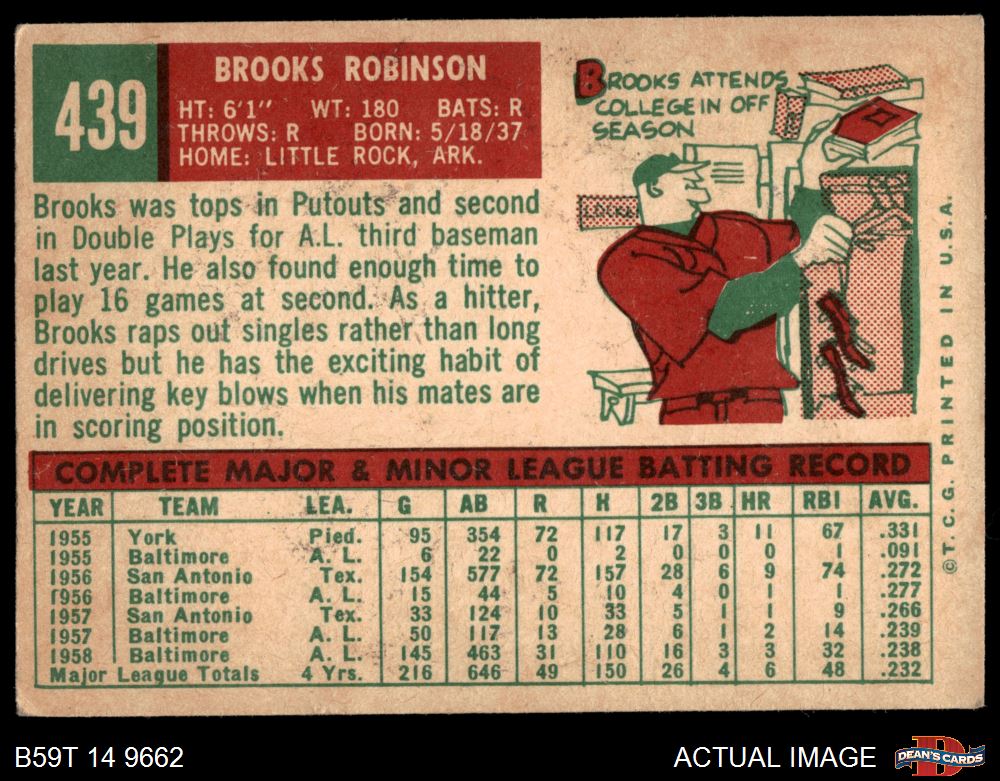 439
BROOKS ROBINSON
HT: 6'1" WT: 180 BATS: R
THROWS: R BORN: 5/18/37
HOME: LITTLE ROCK, ARK.
BROOKS ATTENDS
COLLEGE IN OFF
SEASON
Brooks was tops in Putouts and second
in Double Plays for A.L. third baseman
last year. He also found enough time to
play 16 games at second. As a hitter,
Brooks raps out singles rather than long
drives but he has the exciting habit of
delivering key blows when his mates are
in scoring position.
COMPLETE MAJOR & MINOR LEAGUE BATTING RECORD
YEAR TEAM LEA. G AB R H 2B 3B HR RBI AVG.
1955 York Pied. 95 354 72 117 17 3 11 67 .331
1955 Baltimore A. L. 6 22 0 2 0 0 0 1 .091
1956 San Antonio Tex. 154 577 72 157 28 6 9 74 .272
1956 Baltimore A. L. 15 44 5 10 4 0 1 1 .277
1957 San Antonio Tex. 33 124 10 33 5 1 1 9 .266
1957 Baltimore A. L. 50 117 13 28 6 1 2 14 .239
1958 Baltimore A. L. 145 463 31 110 16 3 3 32 .238
Major League Totals 4 Yrs. 216 646 49 150 26 4 6 48 .232
©T. C. G. PRINTED IN U.S.A.
B59T 14 9662
ACTUAL IMAGE
DEAN'S CARDS